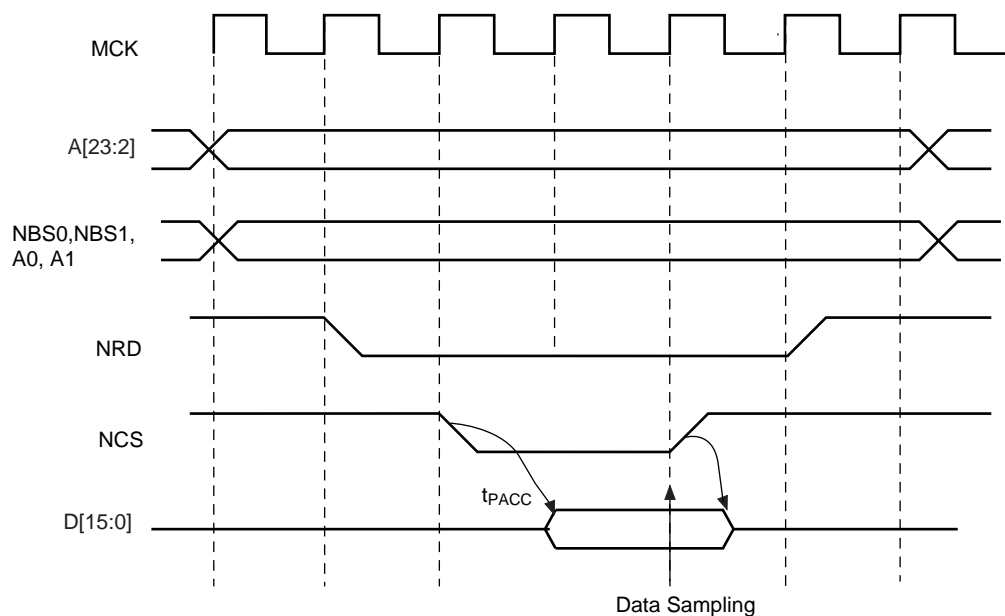 MCK
A[23:2]
NBS0,NBS1,
A0, A1
NRD
NCS
tPACC
D[15:0]
Data Sampling